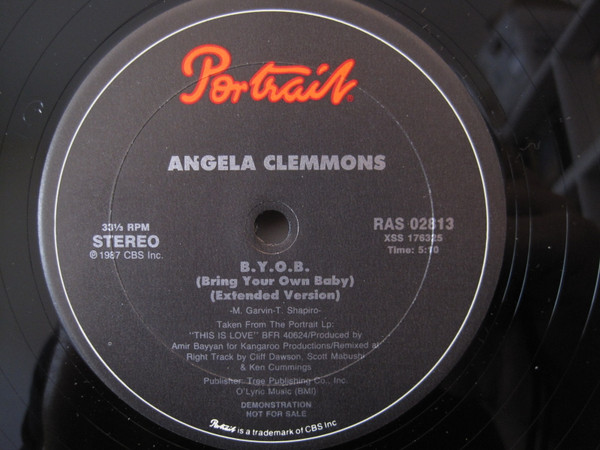 Portrait
ANGELA CLEMMONS
33⅓ RPM
STEREO
℗ 1987 CBS Inc.
RAS 02813
XSS 176325
Time: 5:10
B.Y.O.B.
(Bring Your Own Baby)
(Extended Version)
-M. Garvin-T. Shapiro-
Taken From The Portrait Lp:
"THIS IS LOVE" BFR 40624/Produced by
Amir Bayyan for Kangaroo Productions/Remixed at
Right Track by Cliff Dawson, Scott Mabushi
& Ken Cummings
Publisher: Tree Publishing Co., Inc.
O'Lyric Music (BMI)
DEMONSTRATION
NOT FOR SALE
Portrait is a trademark of CBS Inc